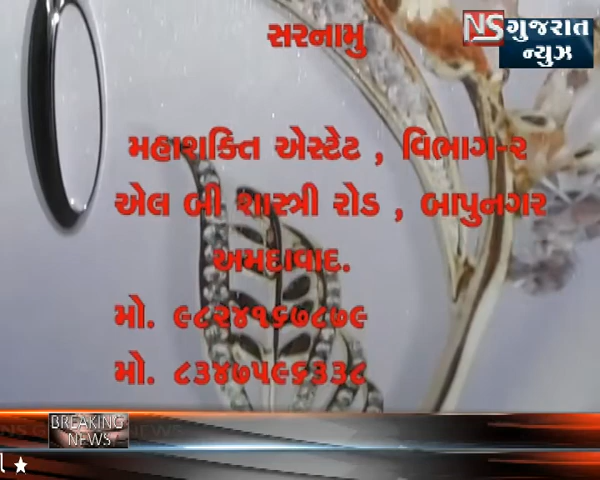 સરનામુ
NS ગુજરાત
ન્યુઝ
મહાશક્તિ એસ્ટેટ , વિભાગ-૨
એલ બી શાસ્ત્રી રોડ , બાપુનગર
અમદાવાદ.
મો. ૯૮૨૪૧૬૭૮૭૯
મો. ૮૩૪૭૫૯૬૩૩૮
BREAKING
NEWS